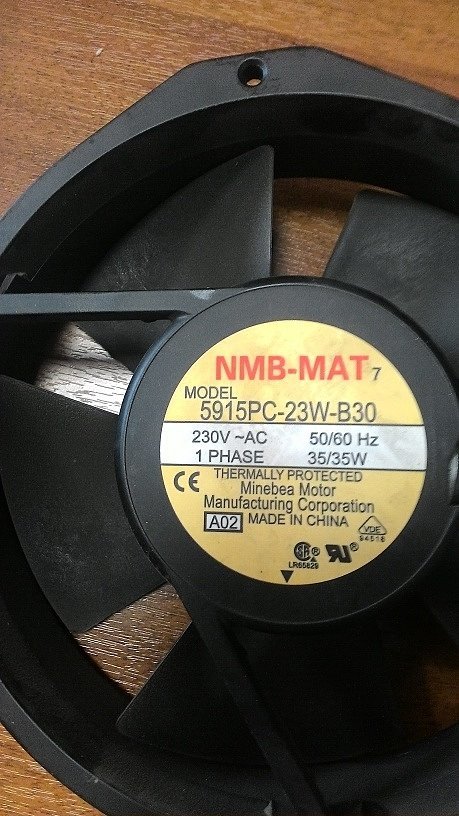 NMB-MAT 7
MODEL
5915PC-23W-B30
230V ~AC 50/60 Hz
1 PHASE 35/35W
THERMALLY PROTECTED
CE Minebea Motor
Manufacturing Corporation
A02 MADE IN CHINA
VDE
94518
LR65629